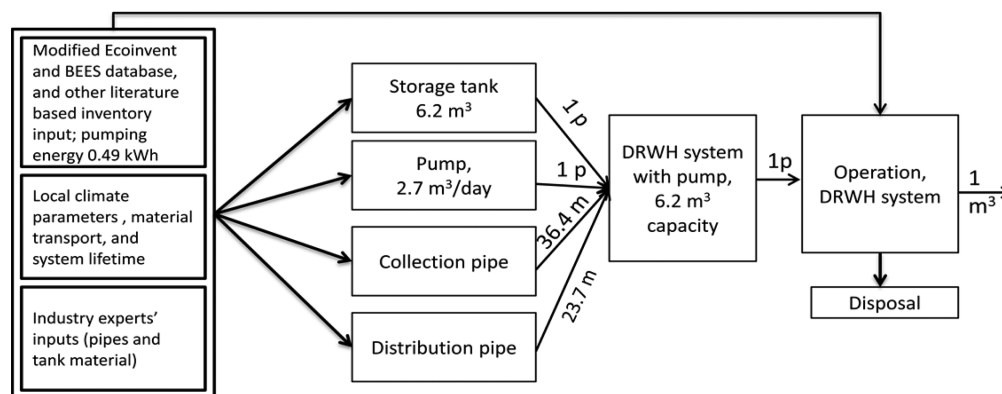 Modified Ecoinvent
and BEES database,
and other literature
based inventory
input; pumping
energy 0.49 kWh
Local climate
parameters , material
transport, and
system lifetime
Industry experts'
inputs (pipes and
tank material)
Storage tank
6.2 m³
Pump,
2.7 m³/day
Collection pipe
Distribution pipe
1 p
1 p
36.4 m
23.7 m
DRWH system
with pump,
6.2 m³
capacity
1p
Operation,
DRWH system
1
m³
Disposal